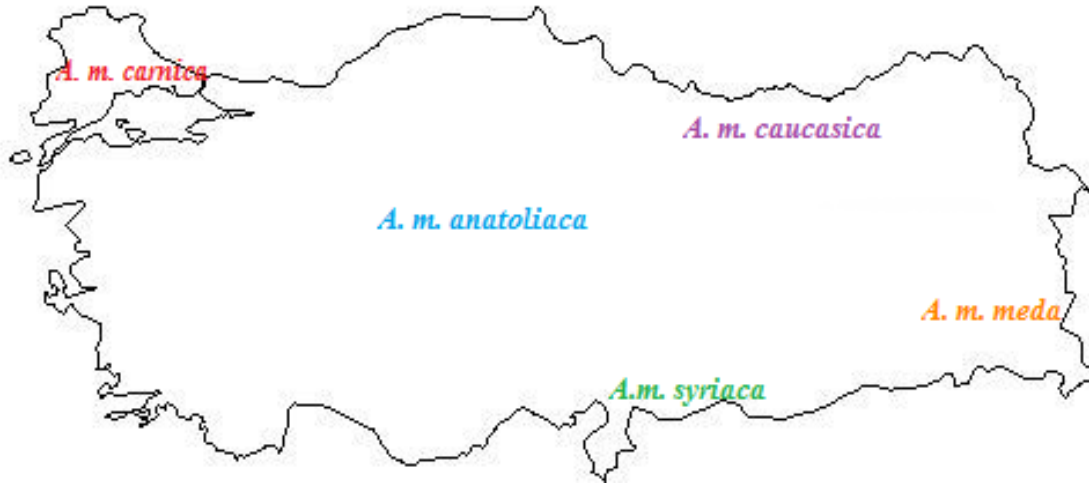 A. m. carnica
A. m. caucasica
A. m. anatoliaca
A. m. meda
A.m. syriaca